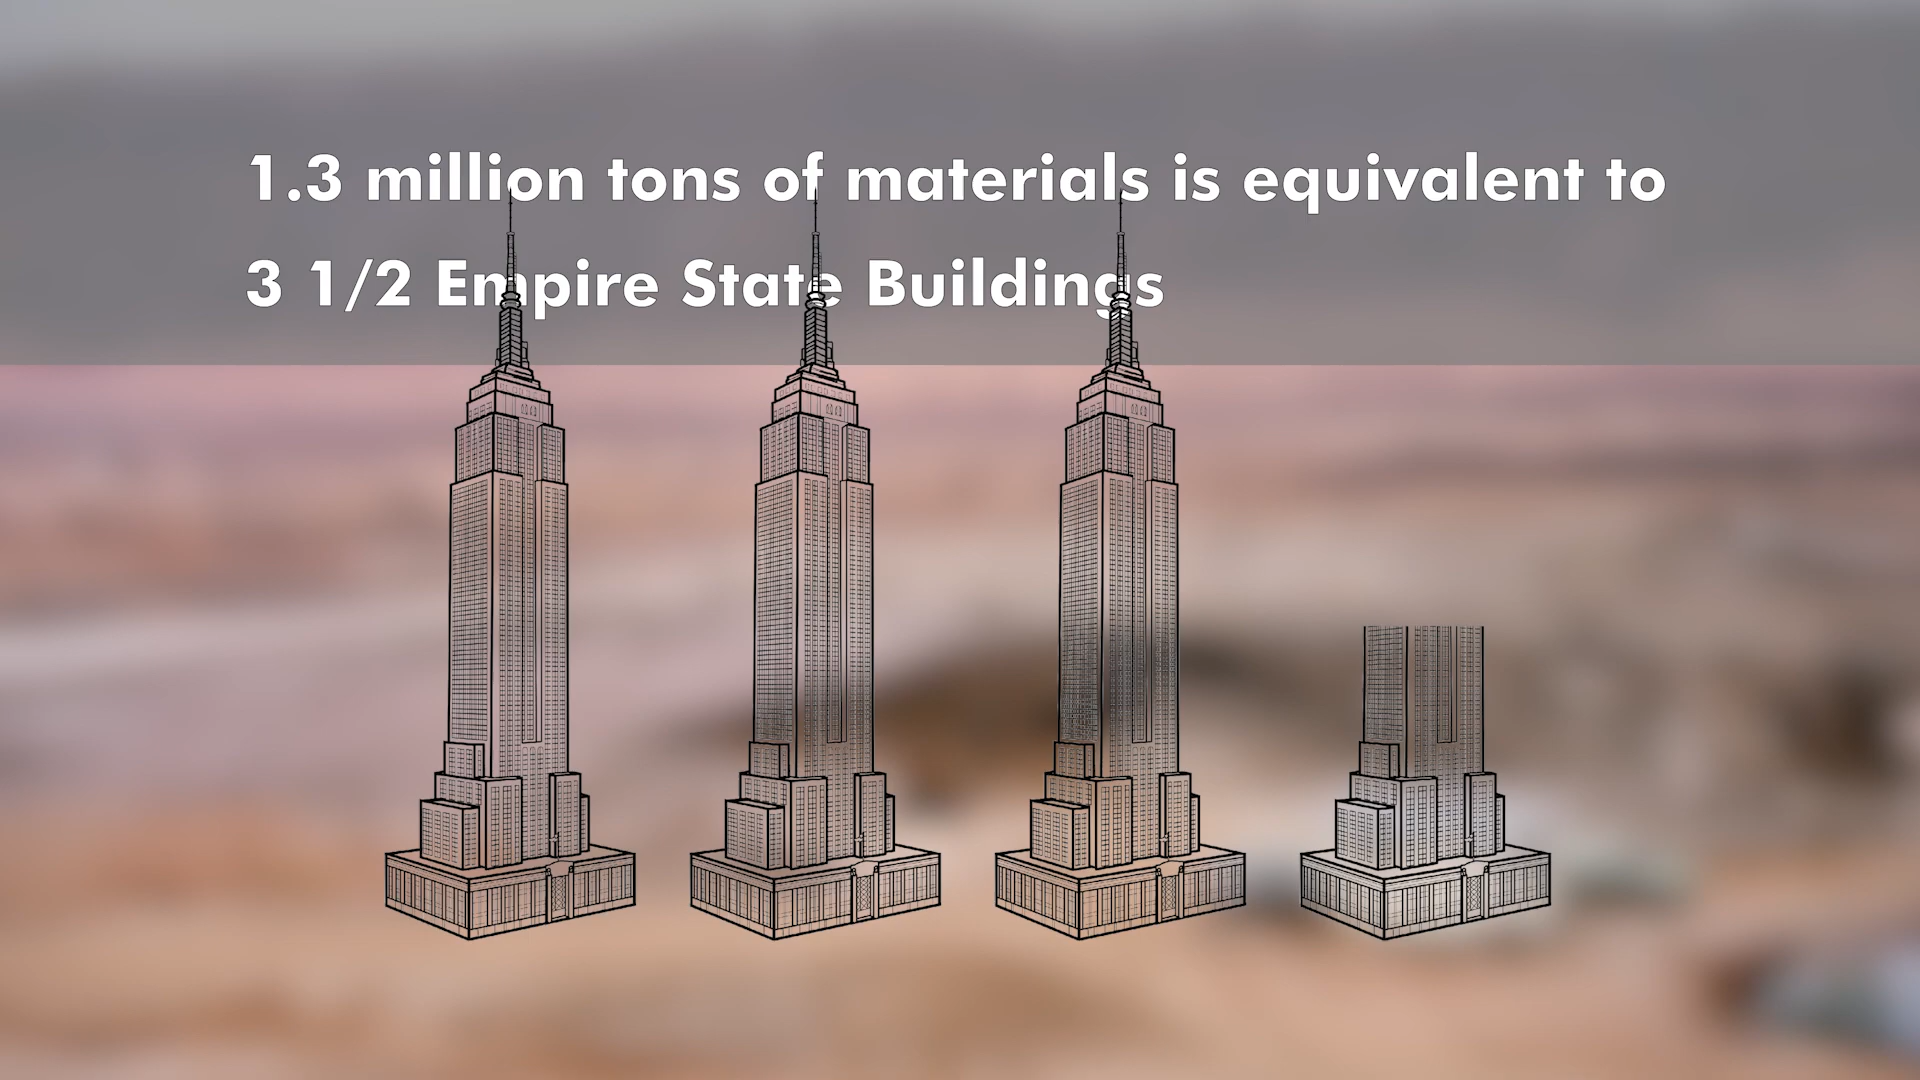 1.3 million tons of materials is equivalent to
3 1/2 Empire State Buildings